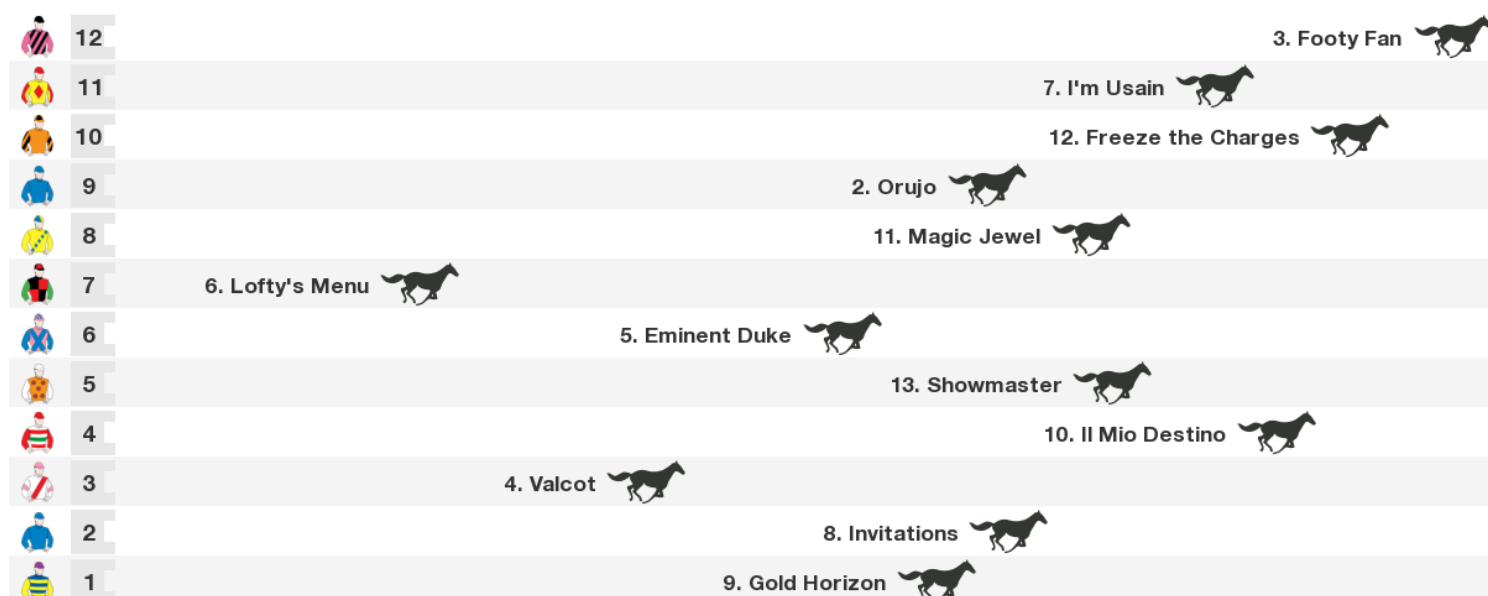 12 3. Footy Fan
11 7. I'm Usain
10 12. Freeze the Charges
9 2. Orujo
8 11. Magic Jewel
7 6. Lofty's Menu
6 5. Eminent Duke
5 13. Showmaster
4 10. Il Mio Destino
3 4. Valcot
2 8. Invitations
1 9. Gold Horizon